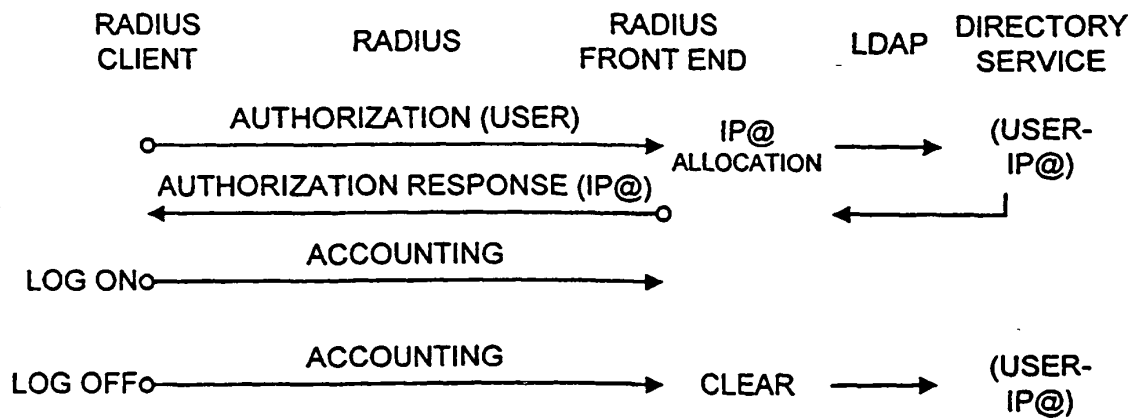 RADIUS
CLIENT
RADIUS
RADIUS
FRONT END
LDAP
DIRECTORY
SERVICE
AUTHORIZATION (USER)
IP@
ALLOCATION
(USER-
IP@)
AUTHORIZATION RESPONSE (IP@)
LOG ON
ACCOUNTING
LOG OFF
ACCOUNTING
CLEAR
(USER-
IP@)